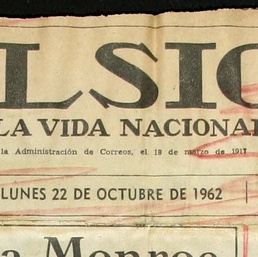 LSIO
LA VIDA NACIONAL
la Administración de Correos, el 18 de marzo de 1917
LUNES 22 DE OCTUBRE DE 1962
a Monroe